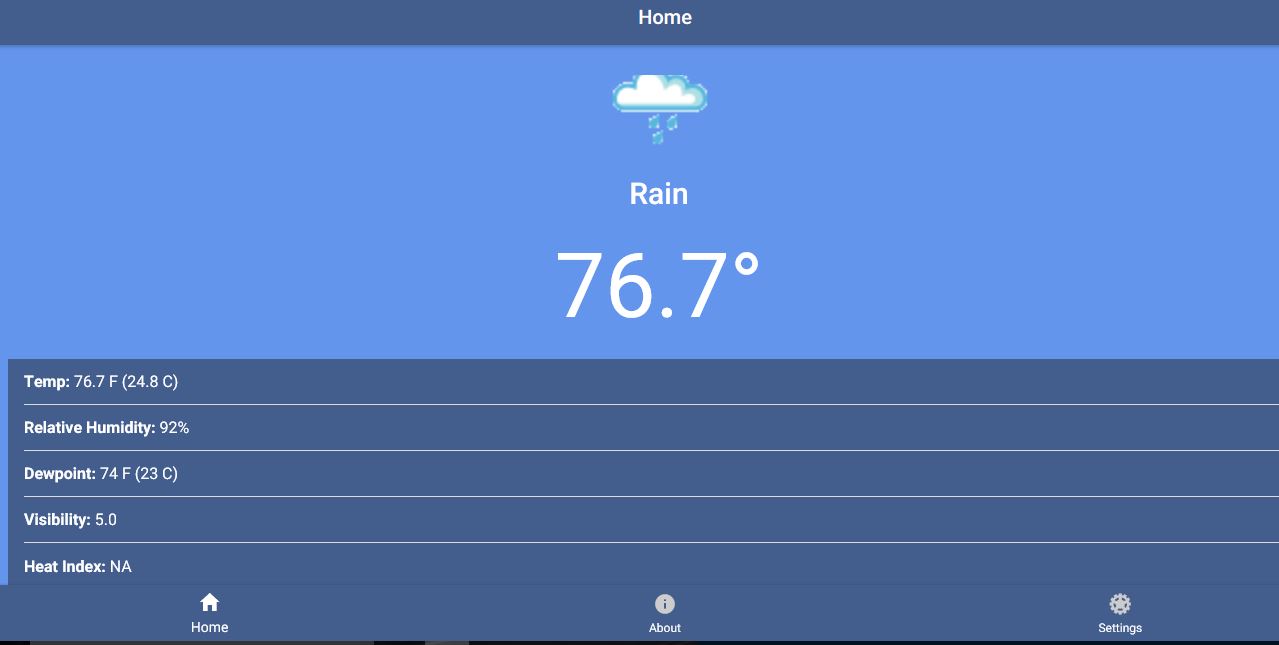 Home
Rain
76.7°
Temp: 76.7 F (24.8 C)
Relative Humidity: 92%
Dewpoint: 74 F (23 C)
Visibility: 5.0
Heat Index: NA
Home
About
Settings